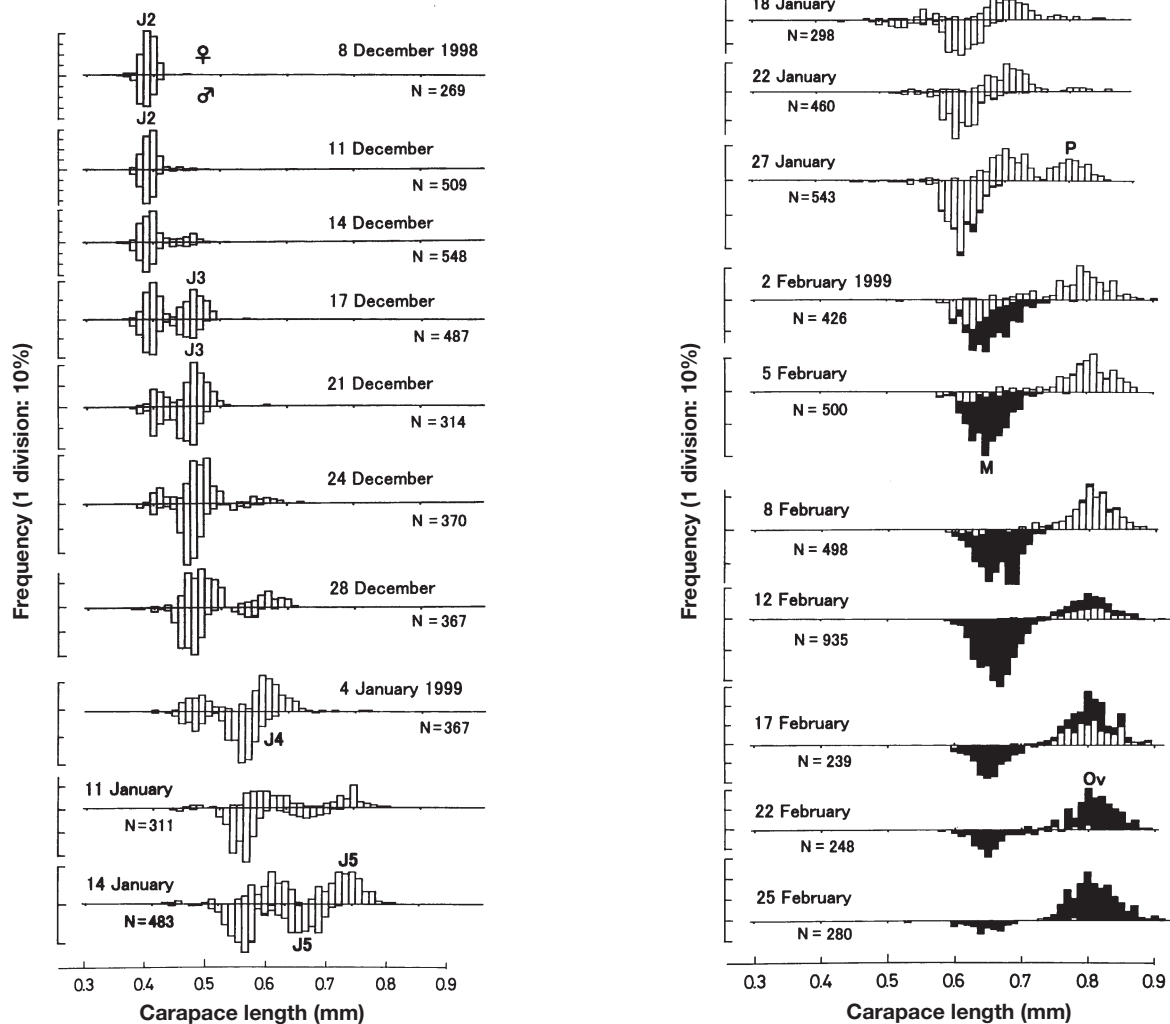 J2
♀
8 December 1998
♂
N = 269
J2
11 December
N = 509
14 December
N = 548
J3
17 December
N = 487
J3
21 December
N = 314
24 December
N = 370
28 December
N = 367
4 January 1999
N = 367
J4
11 January
N = 311
14 January
J5
N = 483
J5
0.3 0.4 0.5 0.6 0.7 0.8 0.9
Carapace length (mm)
Frequency (1 division: 10%)
18 January
N = 298
22 January
N = 460
27 January
P
N = 543
2 February 1999
N = 426
5 February
N = 500
M
8 February
N = 498
12 February
N = 935
17 February
N = 239
Ov
22 February
N = 248
25 February
N = 280
0.3 0.4 0.5 0.6 0.7 0.8 0.9
Carapace length (mm)
Frequency (1 division: 10%)